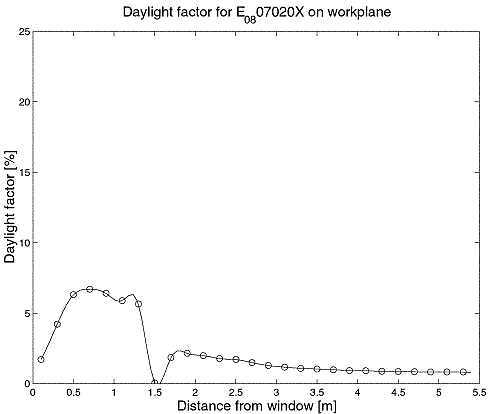 Daylight factor for E0807020X on workplane
25
20
15
10
5
0
Daylight factor [%]
0 0.5 1 1.5 2 2.5 3 3.5 4 4.5 5 5.5
Distance from window [m]